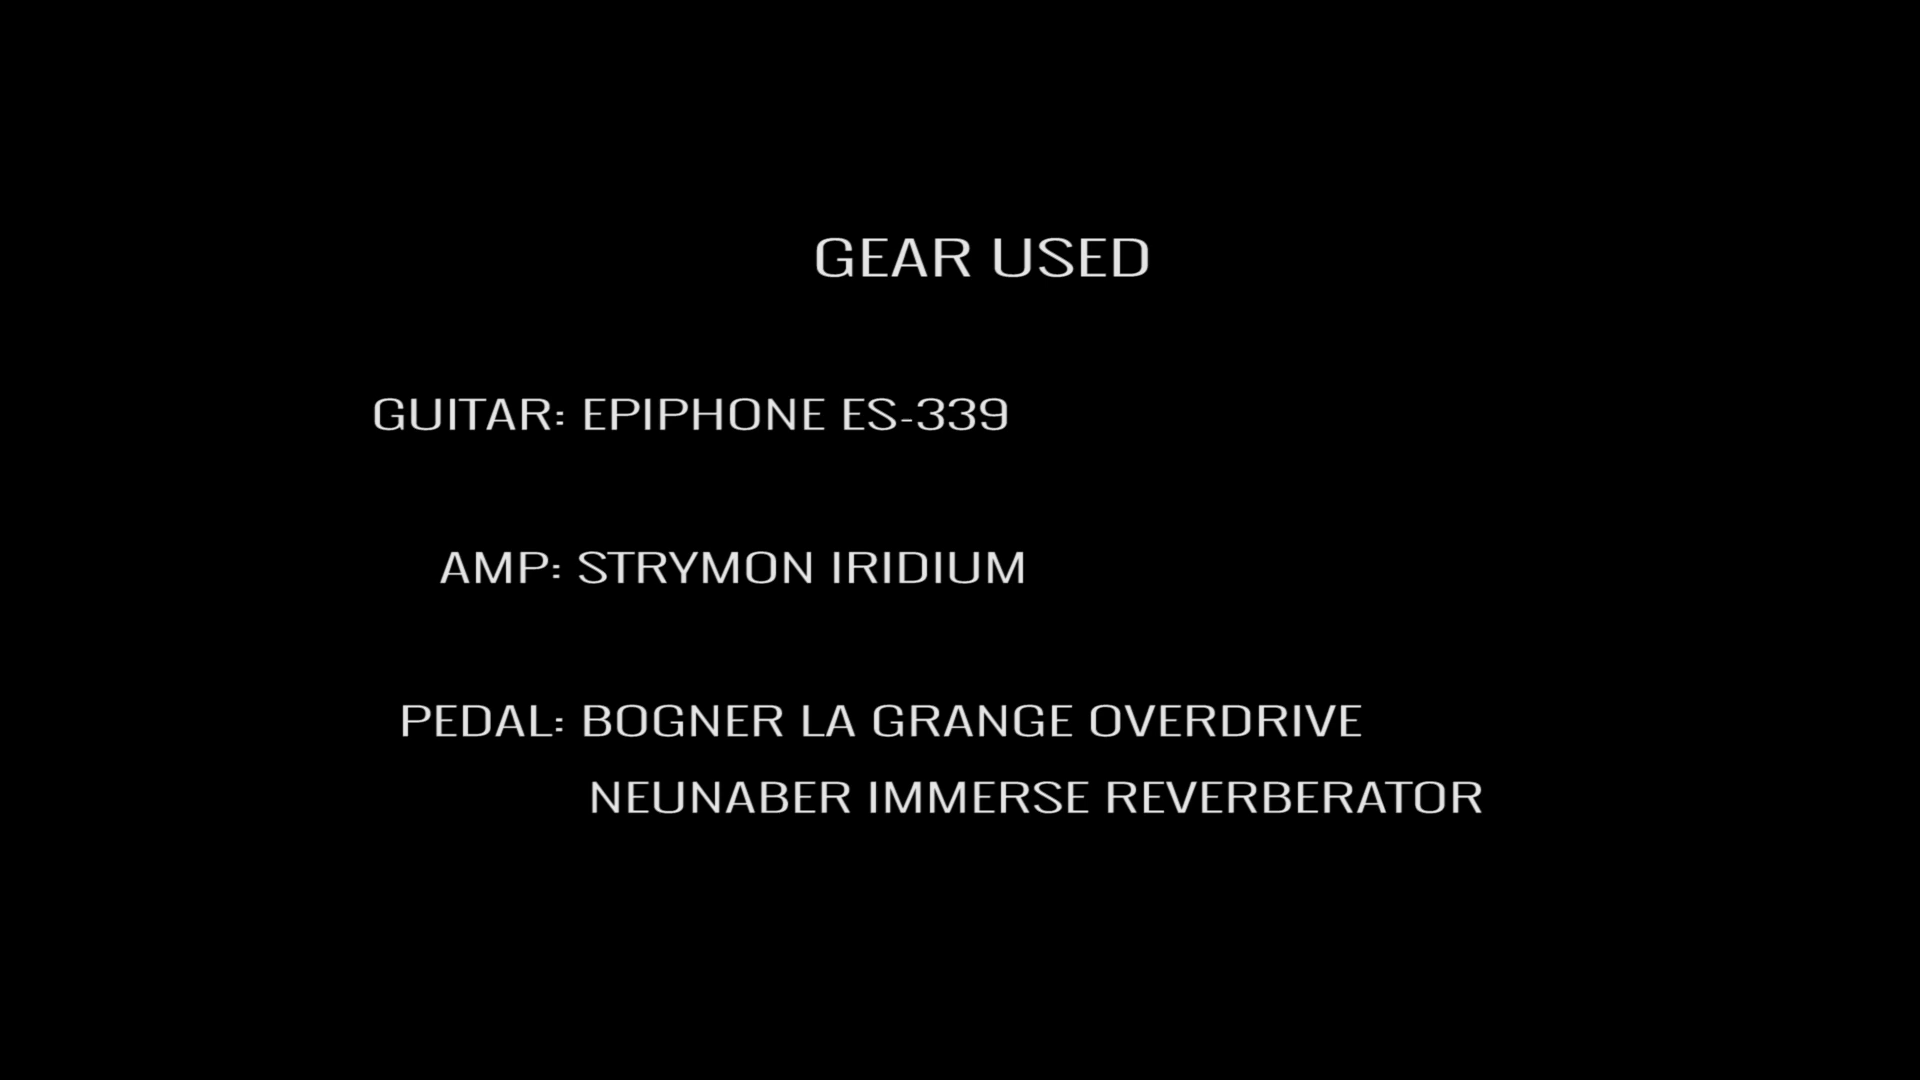 GEAR USED
GUITAR: EPIPHONE ES-339
AMP: STRYMON IRIDIUM
PEDAL: BOGNER LA GRANGE OVERDRIVE
NEUNABER IMMERSE REVERBERATOR